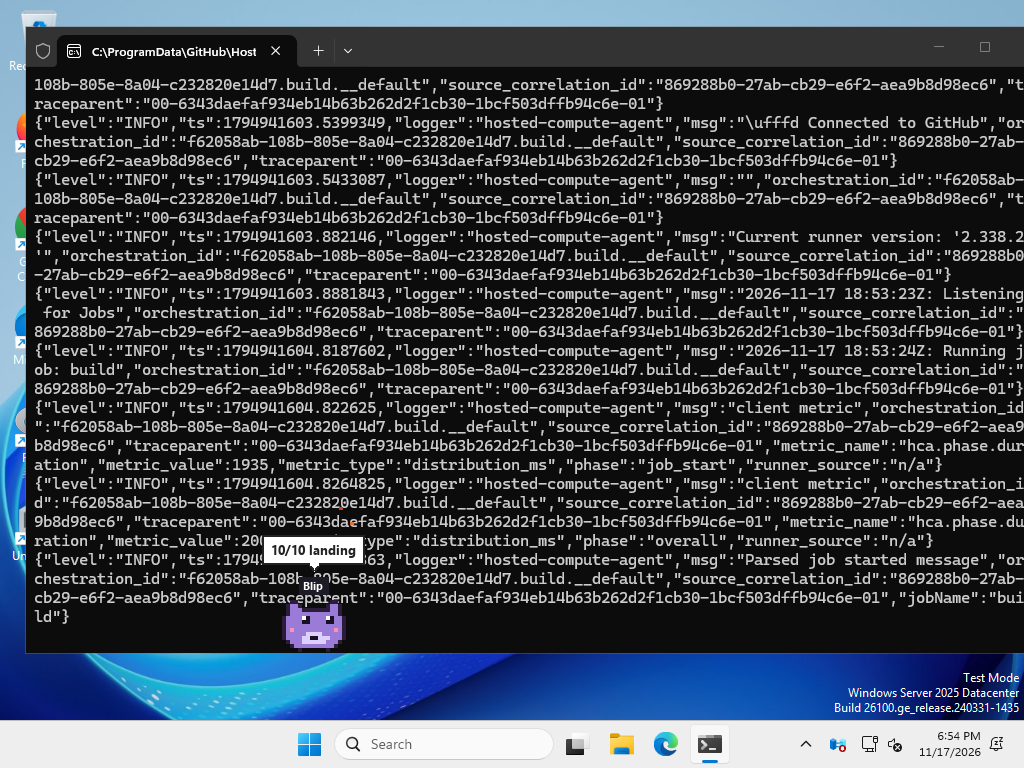 C:\ProgramData\GitHub\Host
108b-805e-8a04-c232820e14d7.build.__default","source_correlation_id":"869288b0-27ab-cb29-e6f2-aea9b8d98ec6","t
raceparent":"00-6343daefaf934eb14b63b262d2f1cb30-1bcf503dffb94c6e-01"}
{"level":"INFO","ts":1794941603.5399349,"logger":"hosted-compute-agent","msg":"\ufffd Connected to GitHub","or
chestration_id":"f62058ab-108b-805e-8a04-c232820e14d7.build.__default","source_correlation_id":"869288b0-27ab-
cb29-e6f2-aea9b8d98ec6","traceparent":"00-6343daefaf934eb14b63b262d2f1cb30-1bcf503dffb94c6e-01"}
{"level":"INFO","ts":1794941603.5433087,"logger":"hosted-compute-agent","msg":"","orchestration_id":"f62058ab-
108b-805e-8a04-c232820e14d7.build.__default","source_correlation_id":"869288b0-27ab-cb29-e6f2-aea9b8d98ec6","t
raceparent":"00-6343daefaf934eb14b63b262d2f1cb30-1bcf503dffb94c6e-01"}
{"level":"INFO","ts":1794941603.882146,"logger":"hosted-compute-agent","msg":"Current runner version: '2.338.2
'","orchestration_id":"f62058ab-108b-805e-8a04-c232820e14d7.build.__default","source_correlation_id":"869288b0
-27ab-cb29-e6f2-aea9b8d98ec6","traceparent":"00-6343daefaf934eb14b63b262d2f1cb30-1bcf503dffb94c6e-01"}
{"level":"INFO","ts":1794941603.8881843,"logger":"hosted-compute-agent","msg":"2026-11-17 18:53:23Z: Listening
 for Jobs","orchestration_id":"f62058ab-108b-805e-8a04-c232820e14d7.build.__default","source_correlation_id":"
869288b0-27ab-cb29-e6f2-aea9b8d98ec6","traceparent":"00-6343daefaf934eb14b63b262d2f1cb30-1bcf503dffb94c6e-01"}
{"level":"INFO","ts":1794941604.8187602,"logger":"hosted-compute-agent","msg":"2026-11-17 18:53:24Z: Running j
ob: build","orchestration_id":"f62058ab-108b-805e-8a04-c232820e14d7.build.__default","source_correlation_id":"
869288b0-27ab-cb29-e6f2-aea9b8d98ec6","traceparent":"00-6343daefaf934eb14b63b262d2f1cb30-1bcf503dffb94c6e-01"}
{"level":"INFO","ts":1794941604.822625,"logger":"hosted-compute-agent","msg":"client metric","orchestration_id
":"f62058ab-108b-805e-8a04-c232820e14d7.build.__default","source_correlation_id":"869288b0-27ab-cb29-e6f2-aea9
b8d98ec6","traceparent":"00-6343daefaf934eb14b63b262d2f1cb30-1bcf503dffb94c6e-01","metric_name":"hca.phase.dur
ation","metric_value":1935,"metric_type":"distribution_ms","phase":"job_start","runner_source":"n/a"}
{"level":"INFO","ts":1794941604.8264825,"logger":"hosted-compute-agent","msg":"client metric","orchestration_i
d":"f62058ab-108b-805e-8a04-c232820e14d7.build.__default","source_correlation_id":"869288b0-27ab-cb29-e6f2-aea
9b8d98ec6","traceparent":"00-6343daefaf934eb14b63b262d2f1cb30-1bcf503dffb94c6e-01","metric_name":"hca.phase.du
ration","metric_value":200 type":"distribution_ms","phase":"overall","runner_source":"n/a"}
10/10 landing
{"level":"INFO","ts":17949 63,"logger":"hosted-compute-agent","msg":"Parsed job started message","or
chestration_id":"f62058ab-108b-805e-8a04-c232820e14d7.build.__default","source_correlation_id":"869288b0-27ab-
Blip
cb29-e6f2-aea9b8d98ec6","traceparent":"00-6343daefaf934eb14b63b262d2f1cb30-1bcf503dffb94c6e-01","jobName":"bui
ld"}
Test Mode
Windows Server 2025 Datacenter
Build 26100.ge_release.240331-1435
Search
6:54 PM
11/17/2026